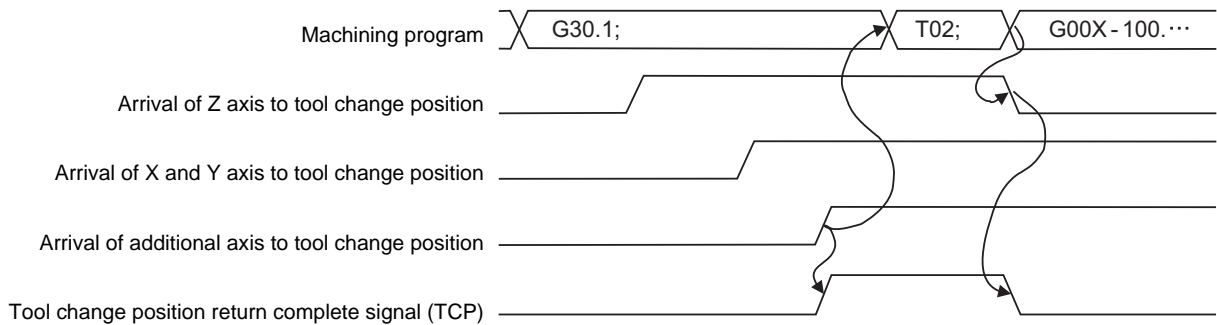 Machining program
G30.1;
T02;
G00X-100.…
Arrival of Z axis to tool change position
Arrival of X and Y axis to tool change position
Arrival of additional axis to tool change position
Tool change position return complete signal (TCP)